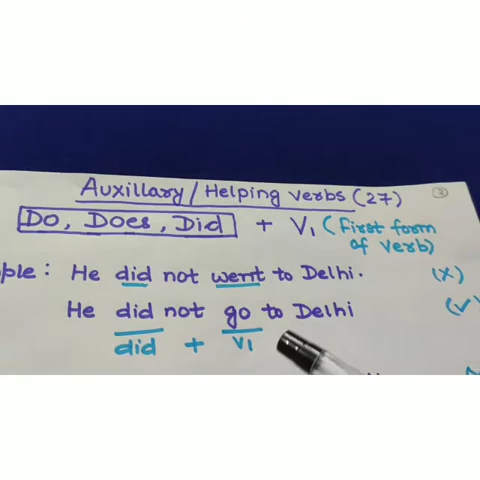 Auxillary/Helping verbs (27)
3
Do, Does, Did + V1 (First form
of verb)
ple: He did not went to Delhi. (x)
He did not go to Delhi (✓)
did + V1